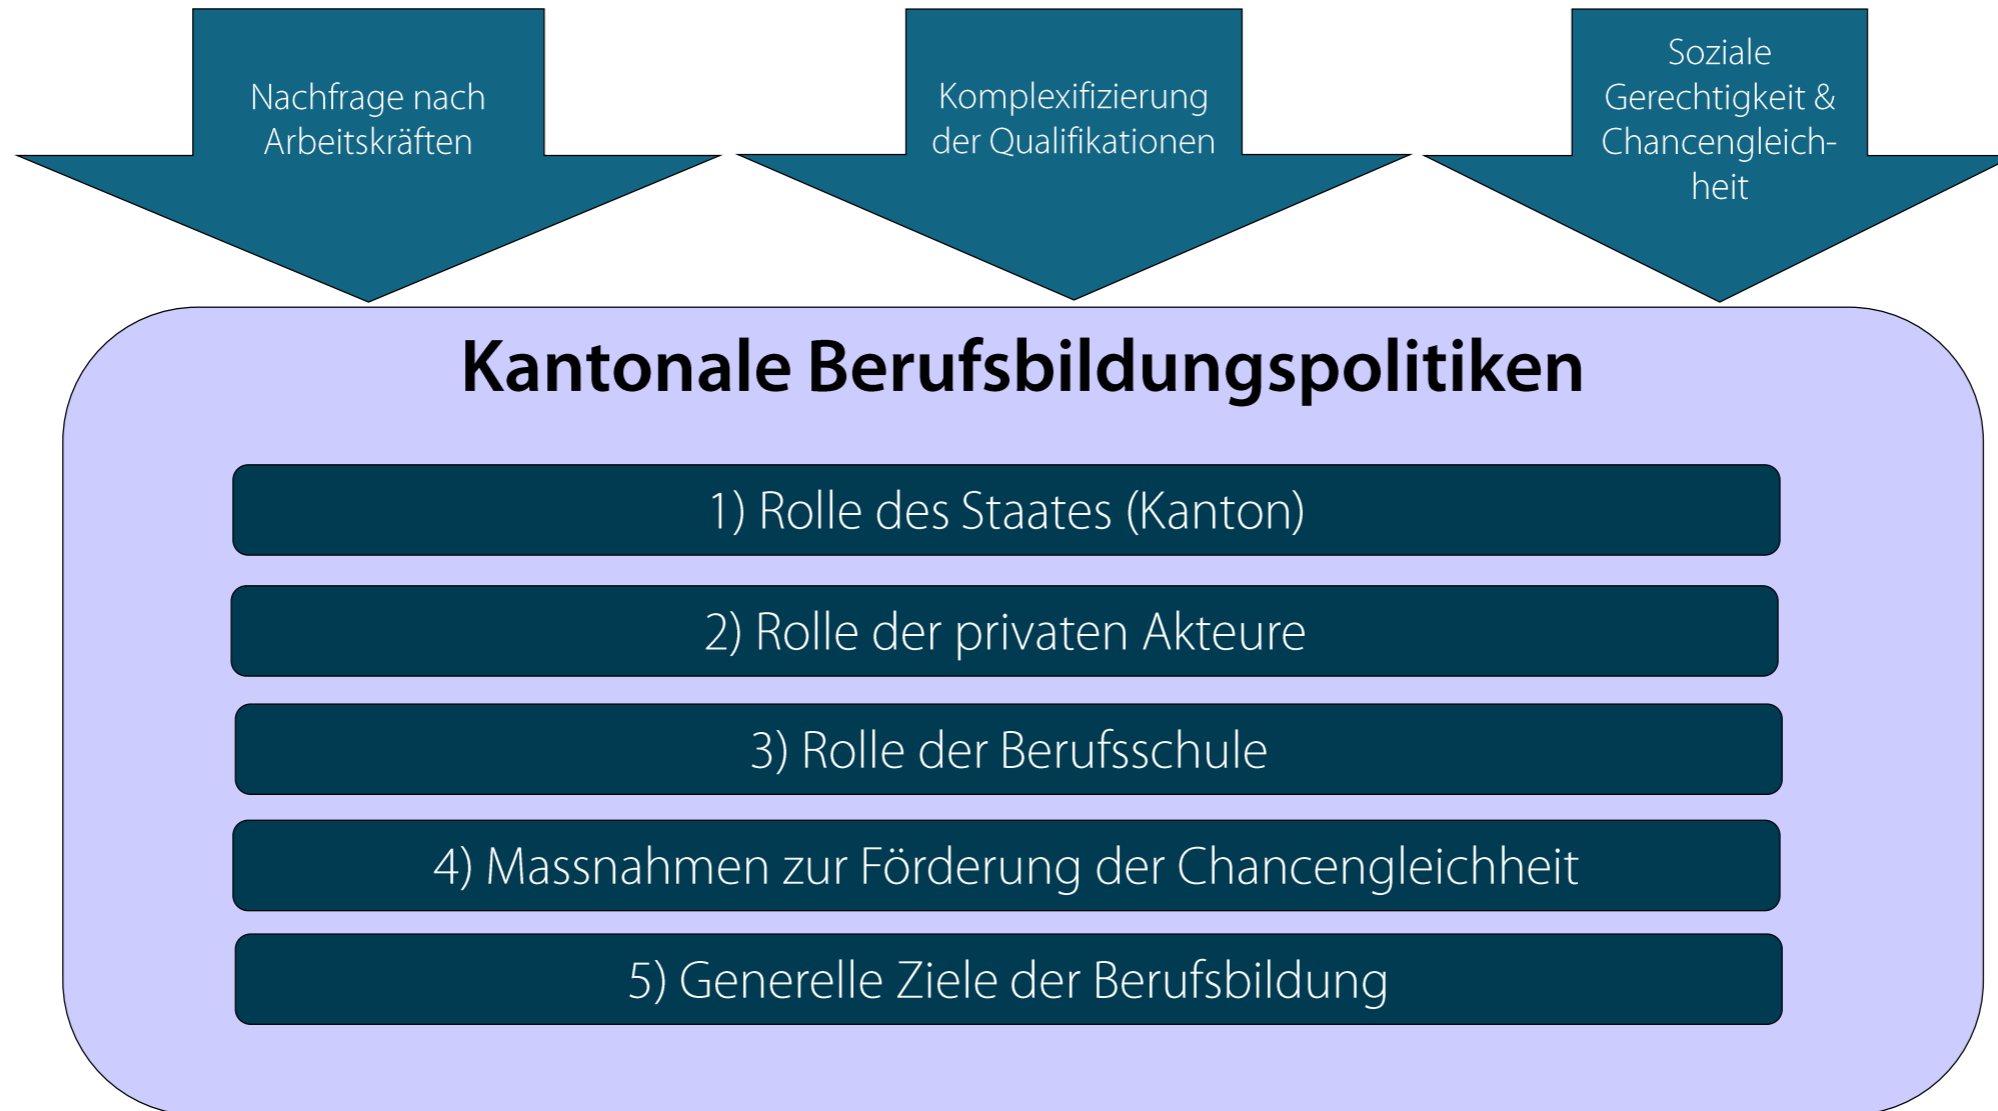 Nachfrage nach
Arbeitskräften
Komplexifizierung
der Qualifikationen
Soziale
Gerechtigkeit &
Chancengleich-
heit
Kantonale Berufsbildungspolitiken
1) Rolle des Staates (Kanton)
2) Rolle der privaten Akteure
3) Rolle der Berufsschule
4) Massnahmen zur Förderung der Chancengleichheit
5) Generelle Ziele der Berufsbildung